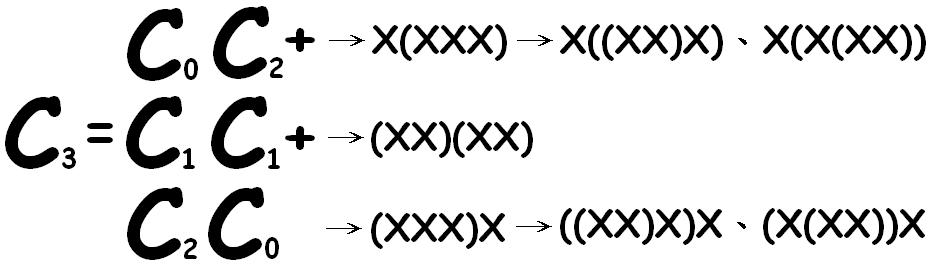 C₀ C₂+ → X(XXX) → X((XX)X) 、 X(X(XX))
C₃ = C₁ C₁+ → (XX)(XX)
C₂ C₀ → (XXX)X → ((XX)X)X 、 (X(XX))X